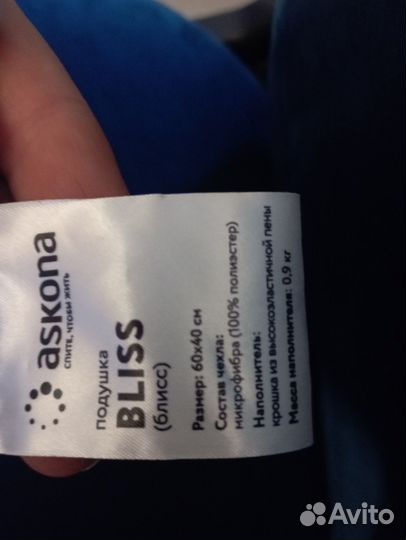 askona
СПИТЕ, ЧТОБЫ ЖИТЬ
подушка
BLISS
(блисс)
Размер: 60х40 см
Состав чехла:
микрофибра (100% полиэстер)
Наполнитель:
крошка из высокоэластичной пены
Масса наполнителя: 0,9 кг
Avito